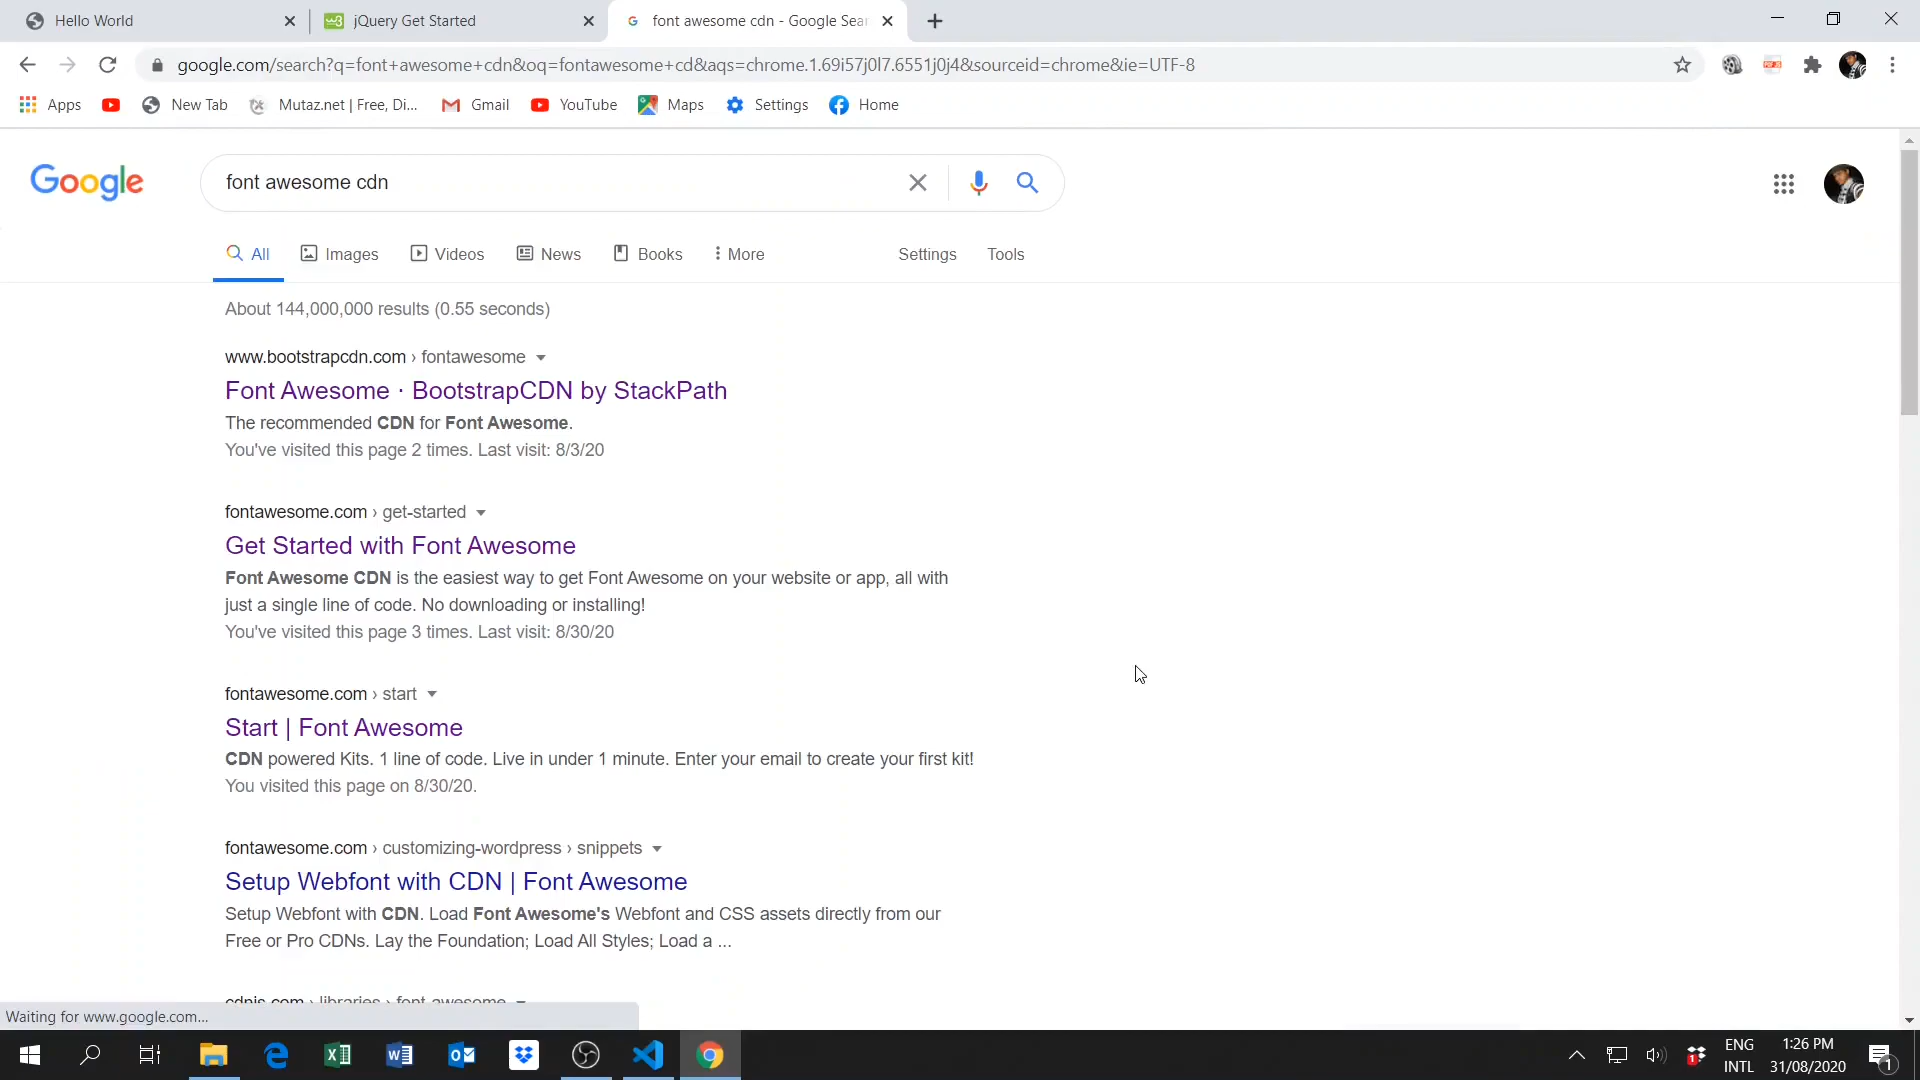 Hello World
jQuery Get Started
font awesome cdn - Google Sear
google.com/search?q=font+awesome+cdn&oq=fontawesome+cd&aqs=chrome.1.69i57j0l7.6551j0j4&sourceid=chrome&ie=UTF-8
Apps
New Tab
Mutaz.net | Free, Di...
Gmail
YouTube
Maps
Settings
Home
Google
font awesome cdn
All
Images
Videos
News
Books
More
Settings
Tools
About 144,000,000 results (0.55 seconds)
www.bootstrapcdn.com › fontawesome
Font Awesome · BootstrapCDN by StackPath
The recommended CDN for Font Awesome.
You've visited this page 2 times. Last visit: 8/3/20
fontawesome.com › get-started
Get Started with Font Awesome
Font Awesome CDN is the easiest way to get Font Awesome on your website or app, all with
just a single line of code. No downloading or installing!
You've visited this page 3 times. Last visit: 8/30/20
fontawesome.com › start
Start | Font Awesome
CDN powered Kits. 1 line of code. Live in under 1 minute. Enter your email to create your first kit!
You visited this page on 8/30/20.
fontawesome.com › customizing-wordpress › snippets
Setup Webfont with CDN | Font Awesome
Setup Webfont with CDN. Load Font Awesome's Webfont and CSS assets directly from our
Free or Pro CDNs. Lay the Foundation; Load All Styles; Load a ...
cdnjs.com › libraries › font-awesome
Waiting for www.google.com...
ENG
INTL
1:26 PM
31/08/2020
1